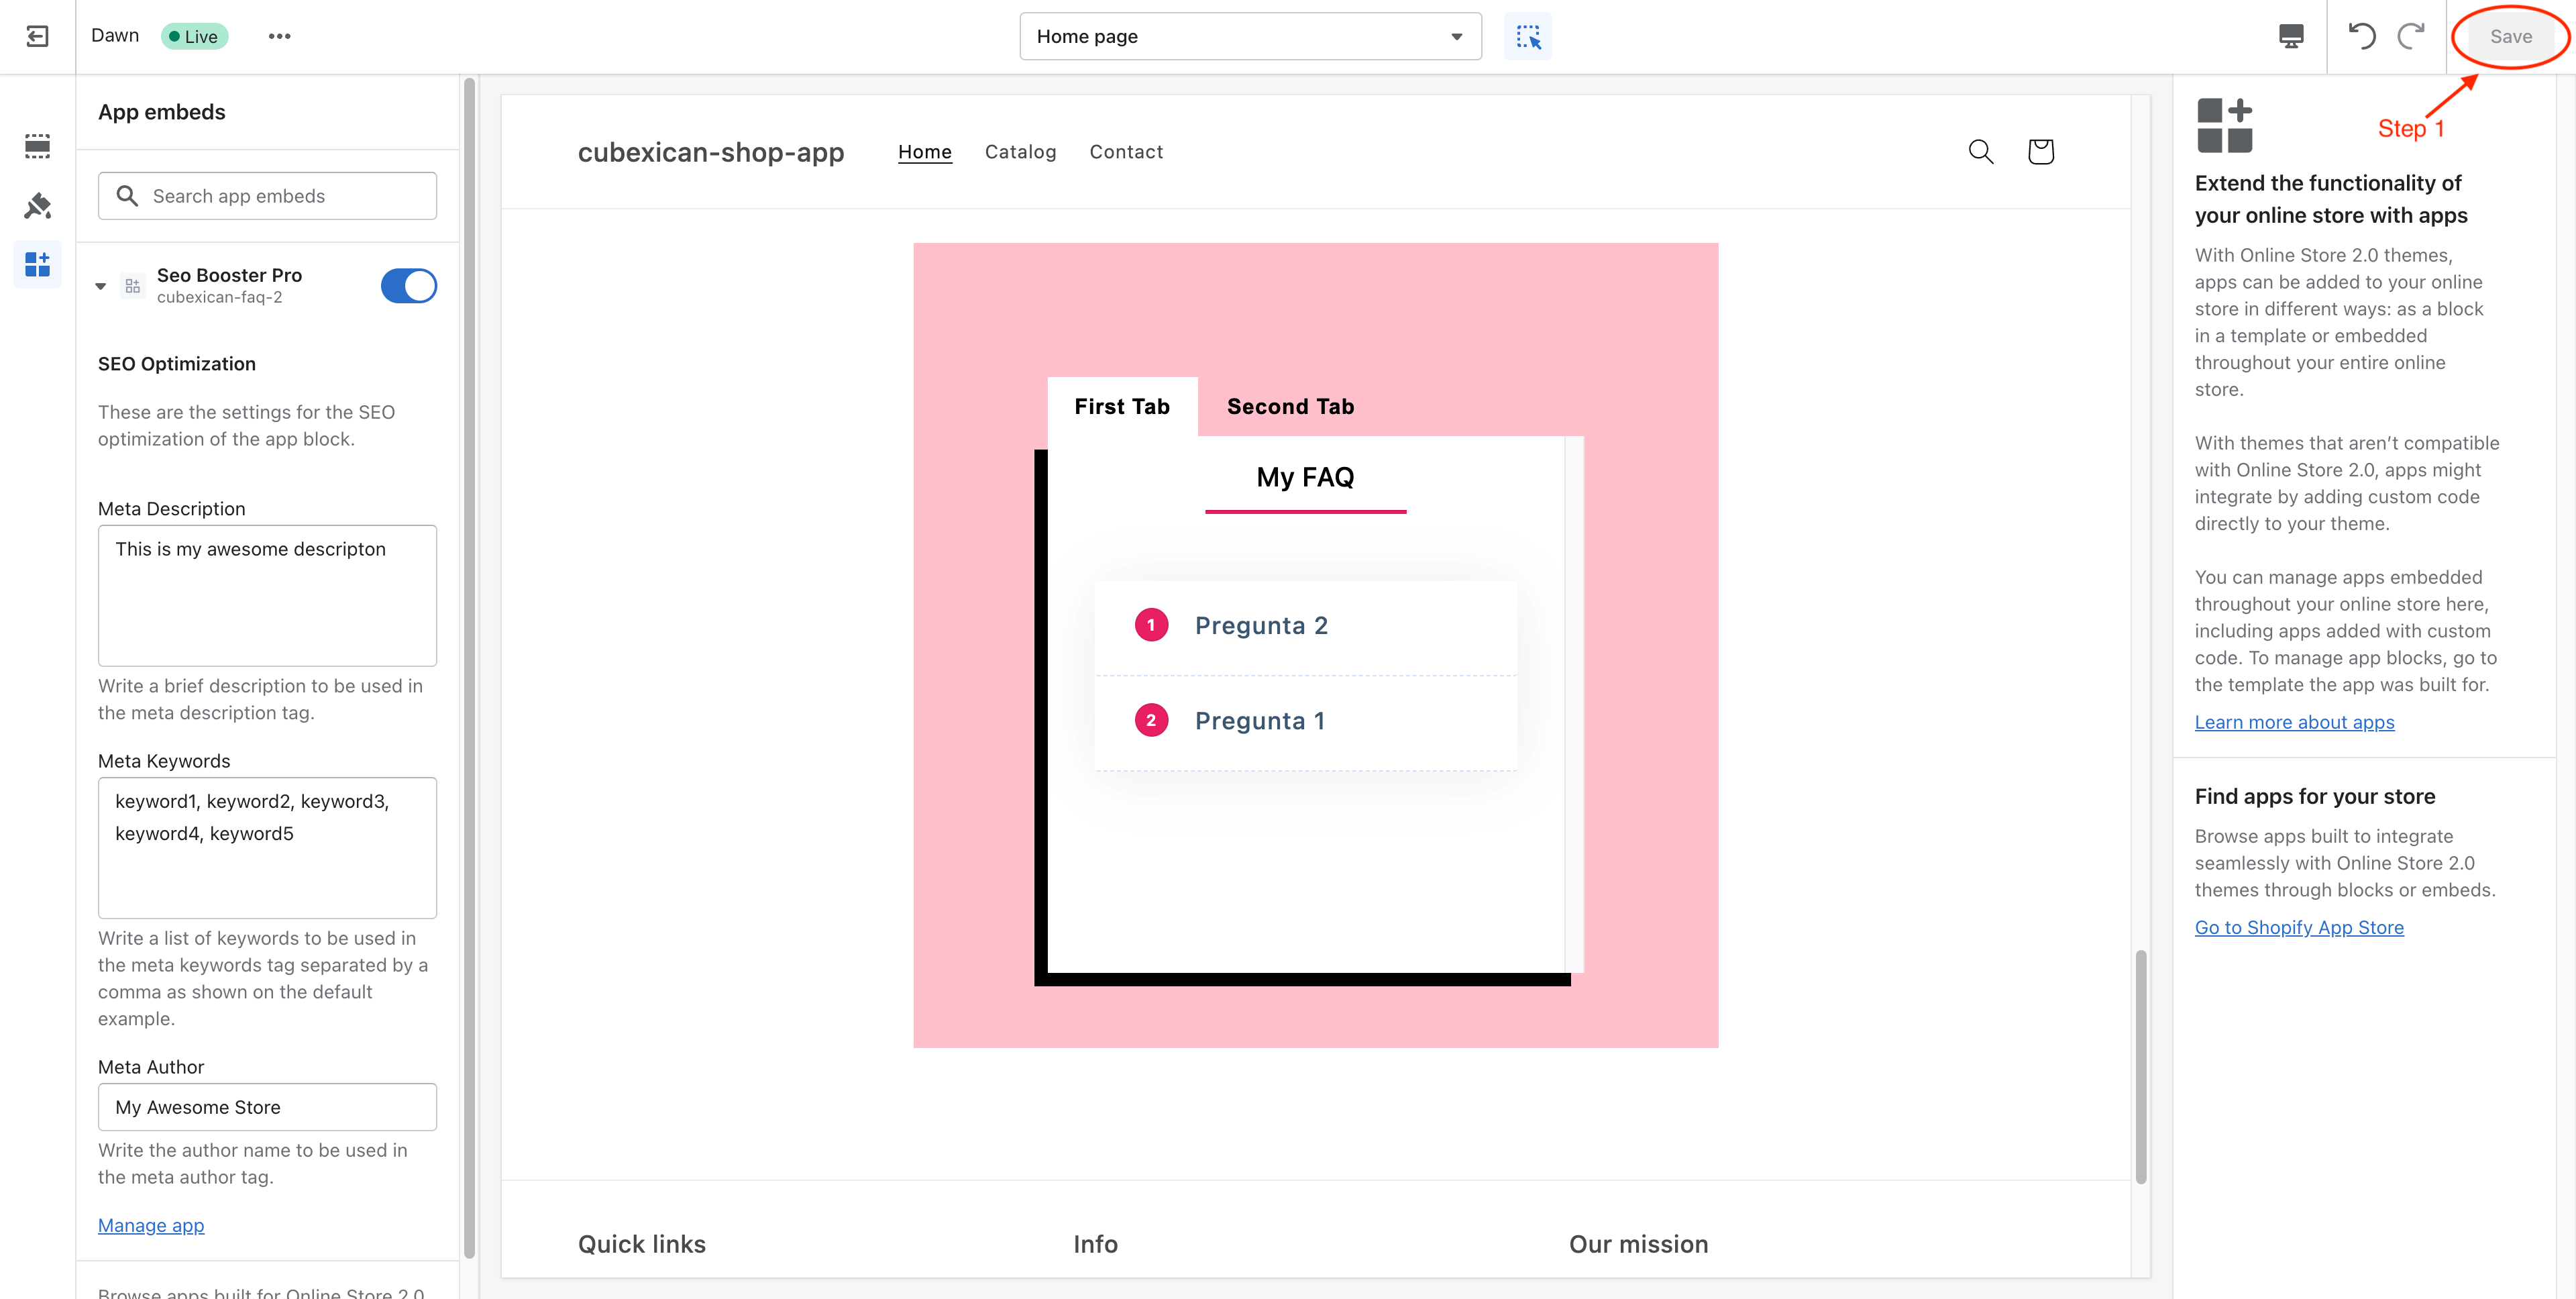 Dawn
Live
Home page
Save
Step 1
App embeds
Search app embeds
Seo Booster Pro
cubexican-faq-2
SEO Optimization
These are the settings for the SEO
optimization of the app block.
Meta Description
This is my awesome descripton
Write a brief description to be used in
the meta description tag.
Meta Keywords
keyword1, keyword2, keyword3,
keyword4, keyword5
Write a list of keywords to be used in
the meta keywords tag separated by a
comma as shown on the default
example.
Meta Author
My Awesome Store
Write the author name to be used in
the meta author tag.
Manage app
Browse apps built for Online Store 2.0
cubexican-shop-app
Home
Catalog
Contact
First Tab
Second Tab
My FAQ
1 Pregunta 2
2 Pregunta 1
Quick links
Info
Our mission
Extend the functionality of
your online store with apps
With Online Store 2.0 themes,
apps can be added to your online
store in different ways: as a block
in a template or embedded
throughout your entire online
store.
With themes that aren’t compatible
with Online Store 2.0, apps might
integrate by adding custom code
directly to your theme.
You can manage apps embedded
throughout your online store here,
including apps added with custom
code. To manage app blocks, go to
the template the app was built for.
Learn more about apps
Find apps for your store
Browse apps built to integrate
seamlessly with Online Store 2.0
themes through blocks or embeds.
Go to Shopify App Store